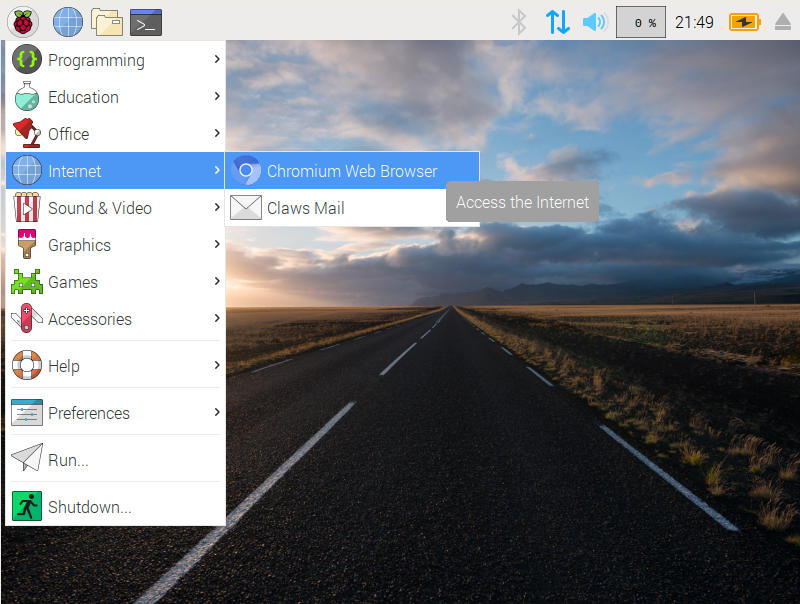 0 %
21:49
Programming
Education
Office
Internet
Chromium Web Browser
Access the Internet
Sound & Video
Claws Mail
Graphics
Games
Accessories
Help
Preferences
Run...
Shutdown...